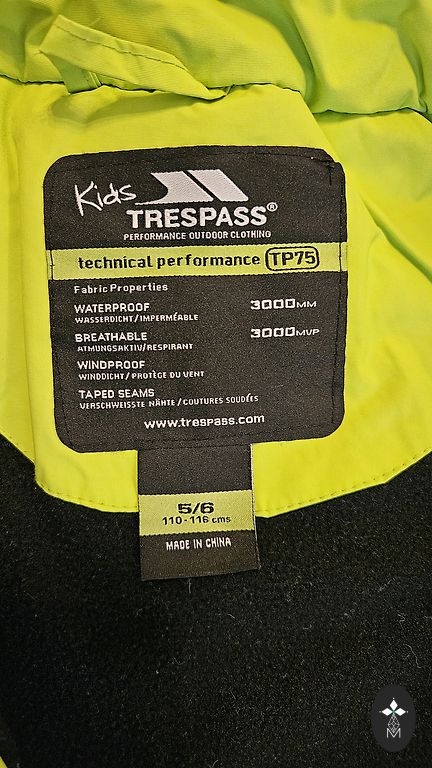 Kids
TRESPASS®
PERFORMANCE OUTDOOR CLOTHING
technical performance TP75
Fabric Properties
WATERPROOF 3000MM
WASSERDICHT/IMPERMÉABLE
BREATHABLE 3000MVP
ATMUNGSAKTIV/RESPIRANT
WINDPROOF
WINDDICHT/PROTÈGE DU VENT
TAPED SEAMS
VERSCHWEISSTE NÄHTE/COUTURES SOUDÉES
www.trespass.com
5/6
110-116 cms
MADE IN CHINA
M